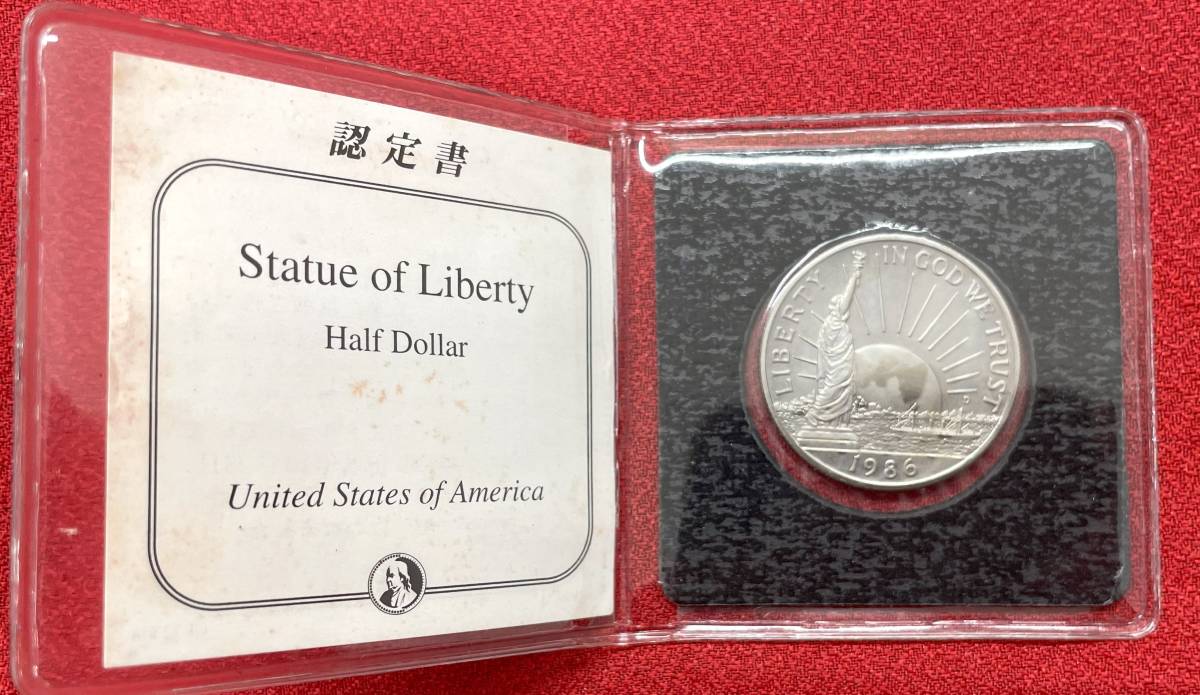 認定書
Statue of Liberty
Half Dollar
United States of America
LIBERTY
IN GOD WE TRUST
D
1986